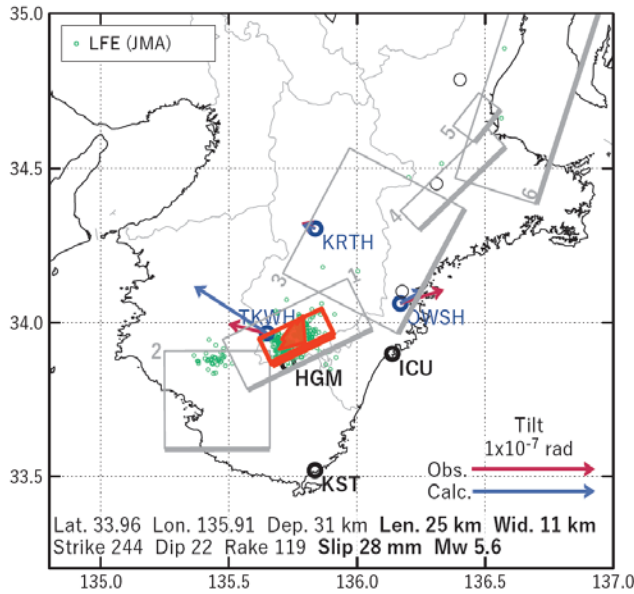 35.0
LFE (JMA)
5
34.5
6
4
KRTH
3
1
OWSH
TKWH
34.0
2
HGM
ICU
Tilt
1x10-7 rad
Obs.
33.5
KST
Calc.
Lat. 33.96 Lon. 135.91 Dep. 31 km Len. 25 km Wid. 11 km
Strike 244 Dip 22 Rake 119 Slip 28 mm Mw 5.6
135.0 135.5 136.0 136.5 137.0